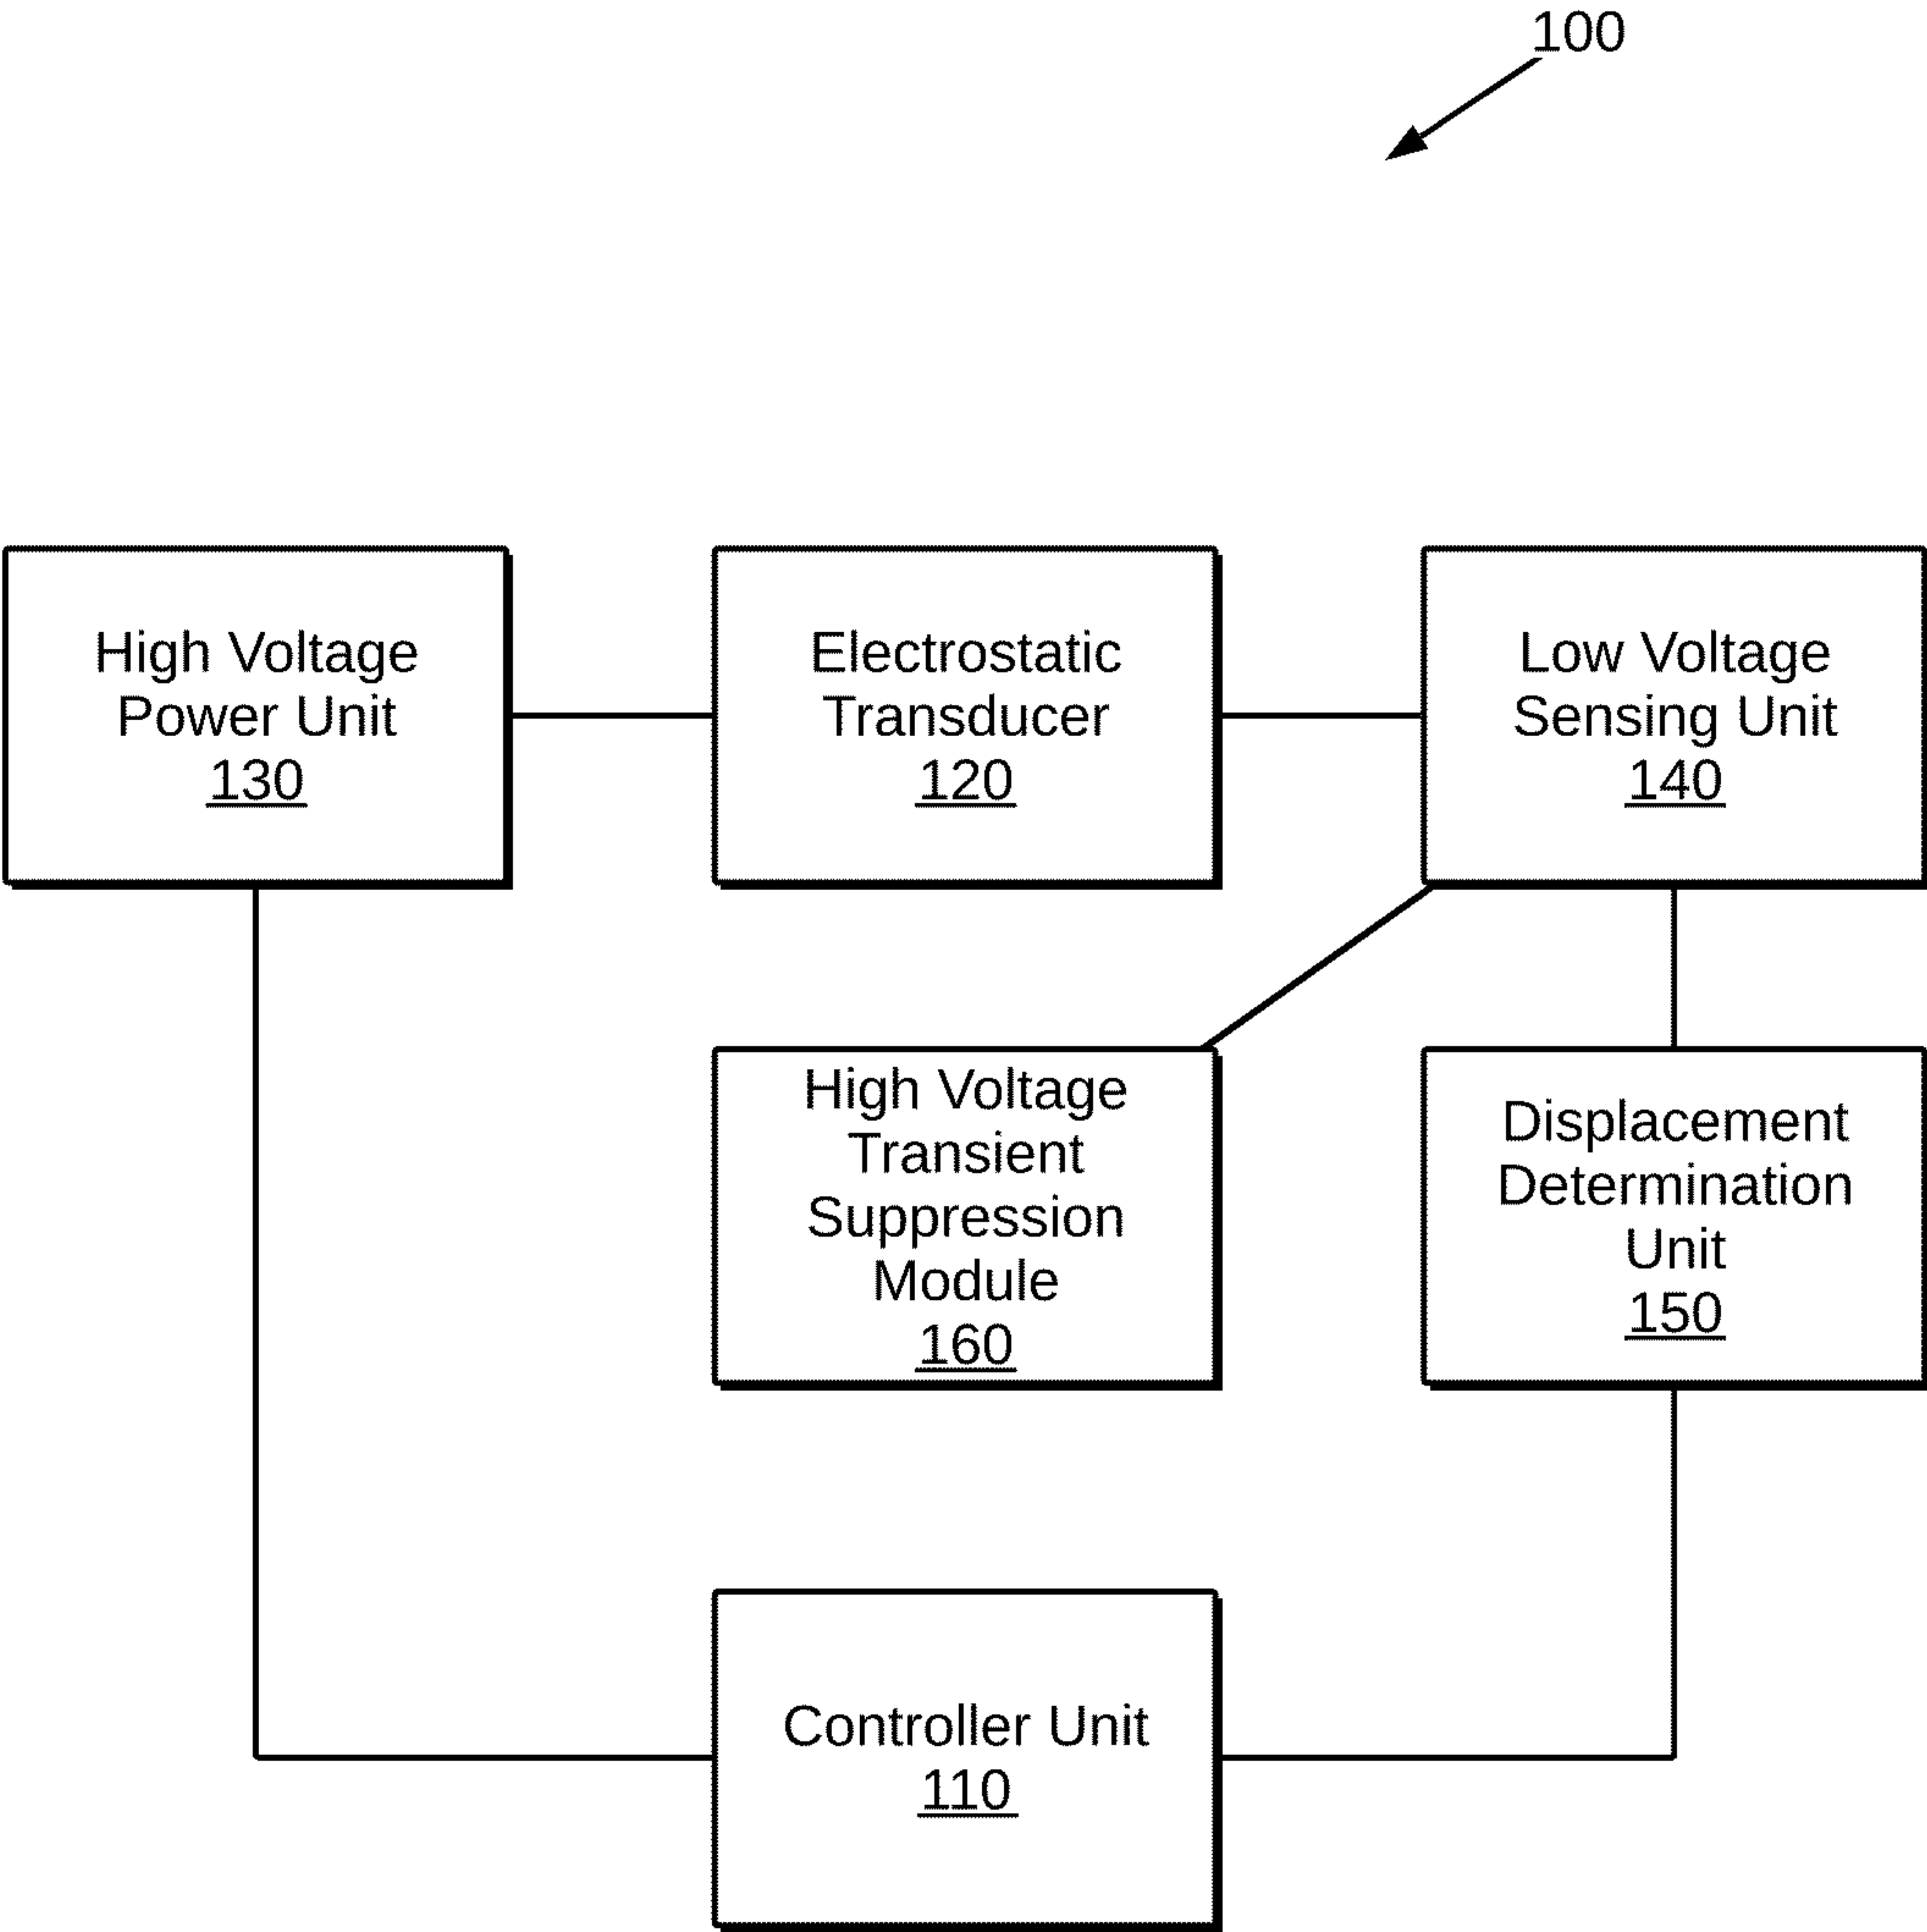 100
High Voltage
Power Unit
130
Electrostatic
Transducer
120
Low Voltage
Sensing Unit
140
High Voltage
Transient
Suppression
Module
160
Displacement
Determination
Unit
150
Controller Unit
110